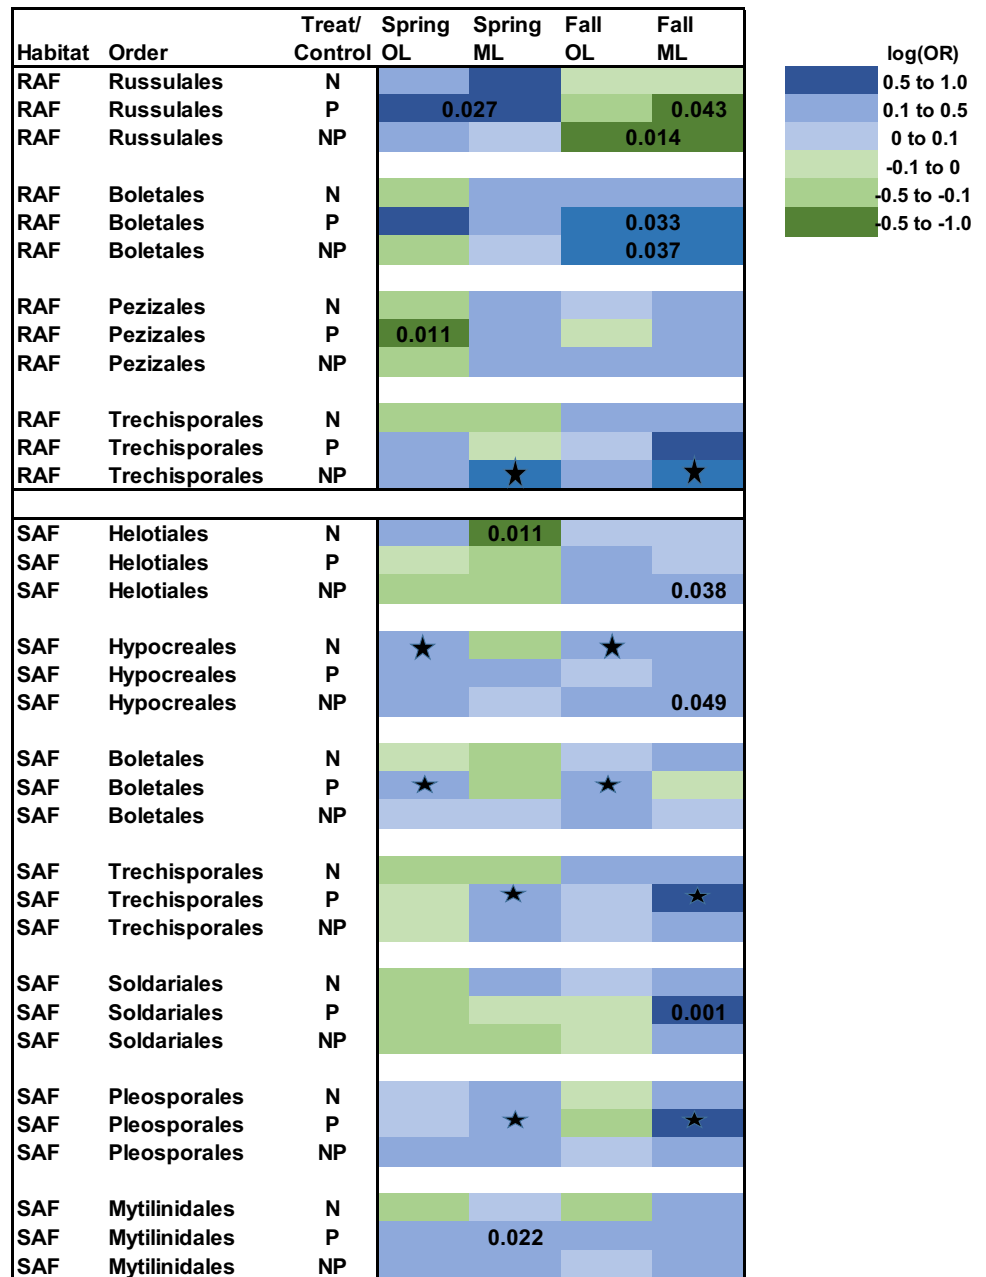 Treat/ Spring Spring Fall Fall
Habitat Order Control OL ML OL ML
log(OR)
RAF Russulales N
0.5 to 1.0
RAF Russulales P 0.027 0.043
0.1 to 0.5
RAF Russulales NP 0.014
0 to 0.1
-0.1 to 0
RAF Boletales N
-0.5 to -0.1
RAF Boletales P 0.033
-0.5 to -1.0
RAF Boletales NP 0.037
RAF Pezizales N
RAF Pezizales P 0.011
RAF Pezizales NP
RAF Trechisporales N
RAF Trechisporales P
RAF Trechisporales NP ★ ★
SAF Helotiales N 0.011
SAF Helotiales P
SAF Helotiales NP 0.038
SAF Hypocreales N ★ ★
SAF Hypocreales P
SAF Hypocreales NP 0.049
SAF Boletales N
SAF Boletales P ★ ★
SAF Boletales NP
SAF Trechisporales N
SAF Trechisporales P ★ ★
SAF Trechisporales NP
SAF Soldariales N
SAF Soldariales P 0.001
SAF Soldariales NP
SAF Pleosporales N
SAF Pleosporales P ★ ★
SAF Pleosporales NP
SAF Mytilinidales N
SAF Mytilinidales P 0.022
SAF Mytilinidales NP